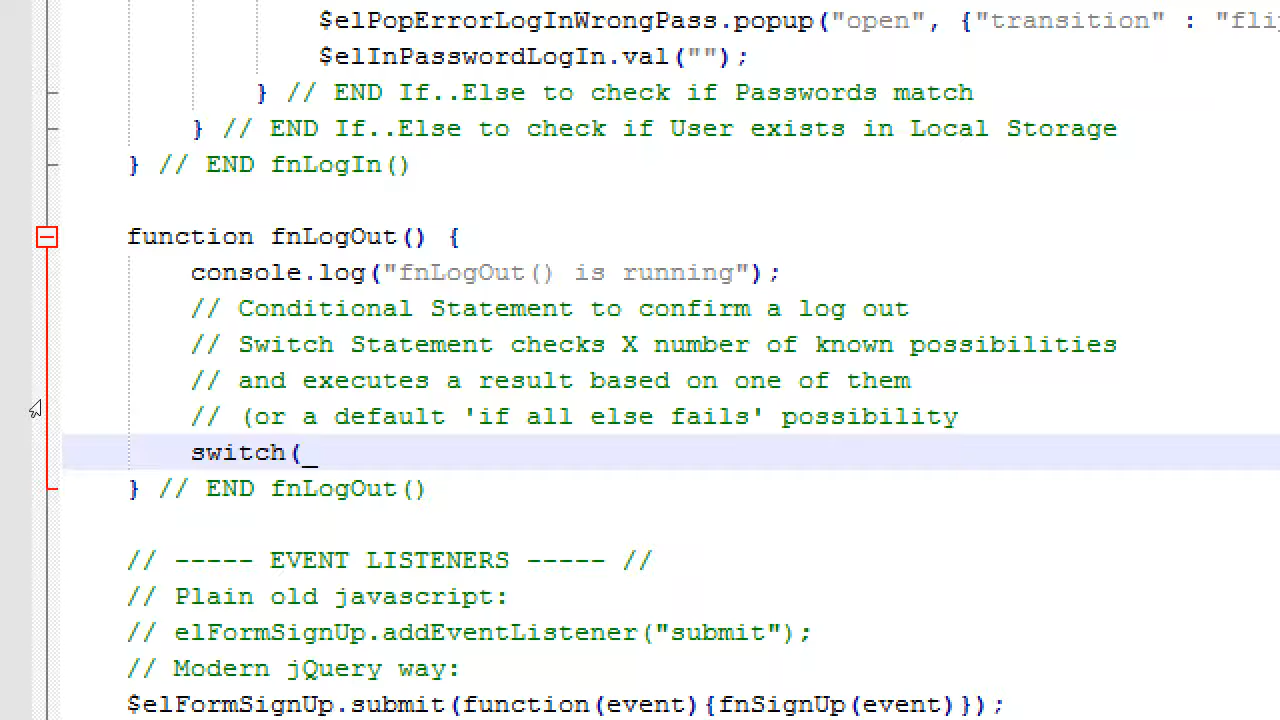 $elPopErrorLogInWrongPass.popup("open", {"transition" : "fli
$elInPasswordLogIn.val("");
} // END If..Else to check if Passwords match
} // END If..Else to check if User exists in Local Storage
} // END fnLogIn()
function fnLogOut() {
console.log("fnLogOut() is running");
// Conditional Statement to confirm a log out
// Switch Statement checks X number of known possibilities
// and executes a result based on one of them
// (or a default 'if all else fails' possibility
switch(_
} // END fnLogOut()
// ----- EVENT LISTENERS ----- //
// Plain old javascript:
// elFormSignUp.addEventListener("submit");
// Modern jQuery way:
$elFormSignUp.submit(function(event){fnSignUp(event)});